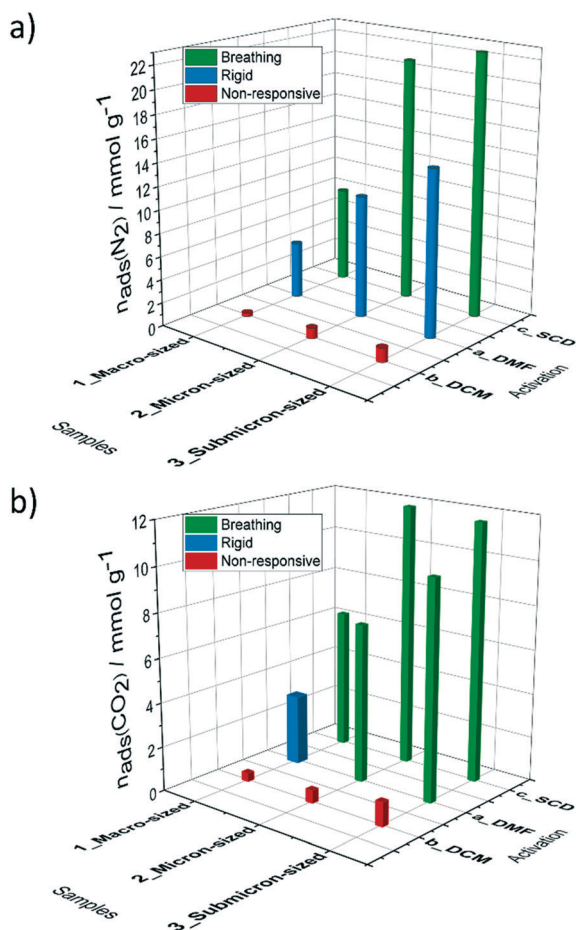 a)
Breathing
Rigid
Non-responsive
nads(N2) / mmol g-1
22
20
18
16
14
12
10
8
6
4
2
0
1_Macro-sized
2_Micron-sized
3_Submicron-sized
Samples
b_DCM
a_DMF
c_SCD
Activation
b)
Breathing
Rigid
Non-responsive
nads(CO2) / mmol g-1
12
10
8
6
4
2
0
1_Macro-sized
2_Micron-sized
3_Submicron-sized
Samples
b_DCM
a_DMF
c_ SCD
Activation